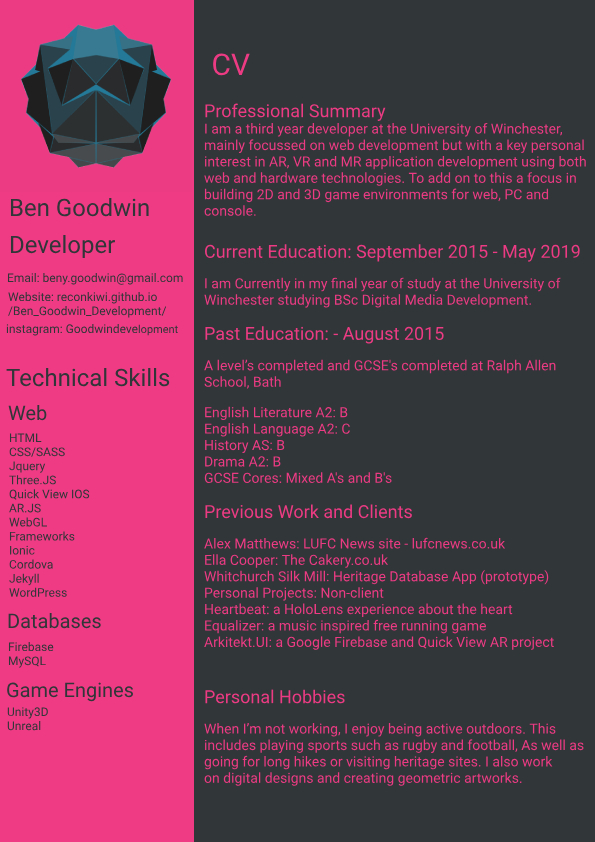 Ben Goodwin
Developer
Email: beny.goodwin@gmail.com
Website: reconkiwi.github.io
/Ben_Goodwin_Development/
instagram: Goodwindevelopment
Technical Skills
Web
HTML
CSS/SASS
Jquery
Three.JS
Quick View IOS
AR.JS
WebGL
Frameworks
Ionic
Cordova
Jekyll
WordPress
Databases
Firebase
MySQL
Game Engines
Unity3D
Unreal
CV
Professional Summary
I am a third year developer at the University of Winchester,
mainly focussed on web development but with a key personal
interest in AR, VR and MR application development using both
web and hardware technologies. To add on to this a focus in
building 2D and 3D game environments for web, PC and
console.
Current Education: September 2015 - May 2019
I am Currently in my final year of study at the University of
Winchester studying BSc Digital Media Development.
Past Education: - August 2015
A level's completed and GCSE's completed at Ralph Allen
School, Bath
English Literature A2: B
English Language A2: C
History AS: B
Drama A2: B
GCSE Cores: Mixed A's and B's
Previous Work and Clients
Alex Matthews: LUFC News site - lufcnews.co.uk
Ella Cooper: The Cakery.co.uk
Whitchurch Silk Mill: Heritage Database App (prototype)
Personal Projects: Non-client
Heartbeat: a HoloLens experience about the heart
Equalizer: a music inspired free running game
Arkitekt.UI: a Google Firebase and Quick View AR project
Personal Hobbies
When I'm not working, I enjoy being active outdoors. This
includes playing sports such as rugby and football, As well as
going for long hikes or visiting heritage sites. I also work
on digital designs and creating geometric artworks.